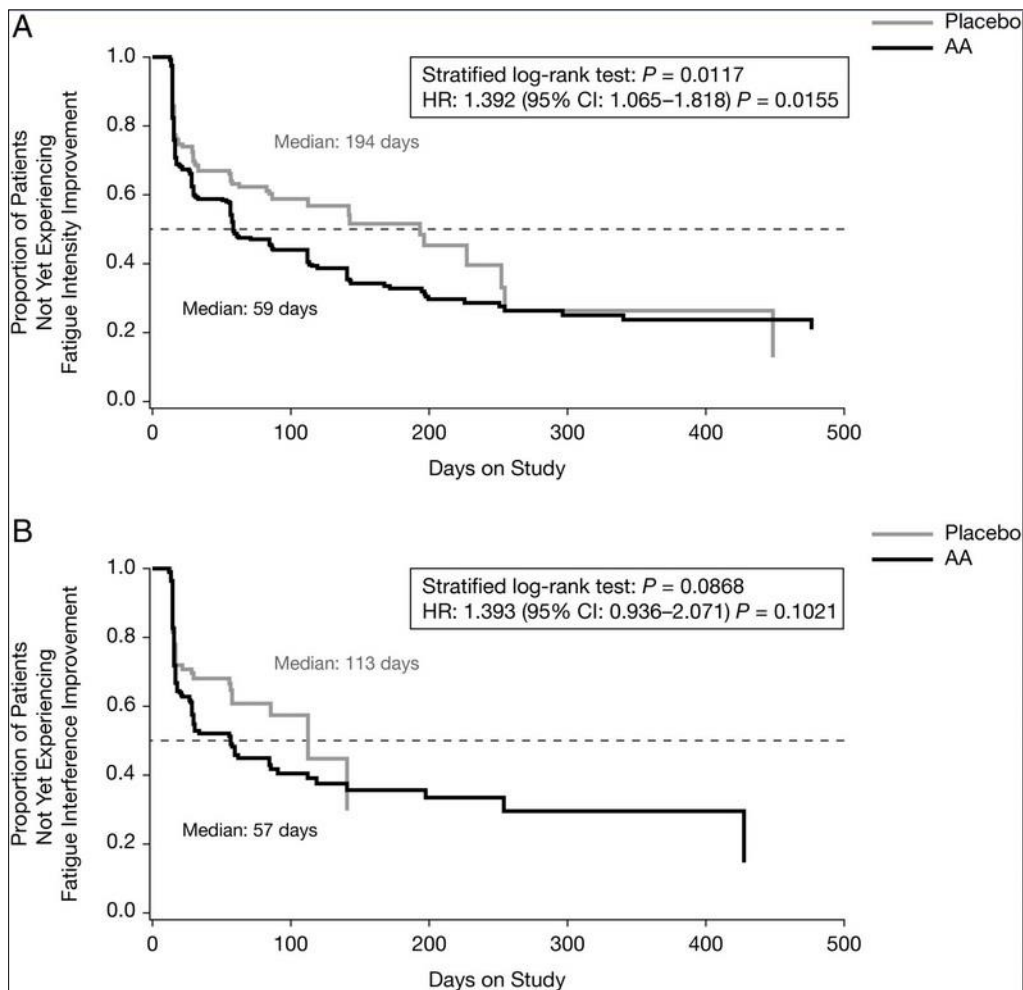 A
Placebo
AA
Stratified log-rank test: P = 0.0117
HR: 1.392 (95% CI: 1.065–1.818) P = 0.0155
Median: 194 days
Median: 59 days
Proportion of Patients
Not Yet Experiencing
Fatigue Intensity Improvement
1.0
0.8
0.6
0.4
0.2
0.0
0 100 200 300 400 500
Days on Study
B
Placebo
AA
Stratified log-rank test: P = 0.0868
HR: 1.393 (95% CI: 0.936–2.071) P = 0.1021
Median: 113 days
Median: 57 days
Proportion of Patients
Not Yet Experiencing
Fatigue Interference Improvement
1.0
0.8
0.6
0.4
0.2
0.0
0 100 200 300 400 500
Days on Study